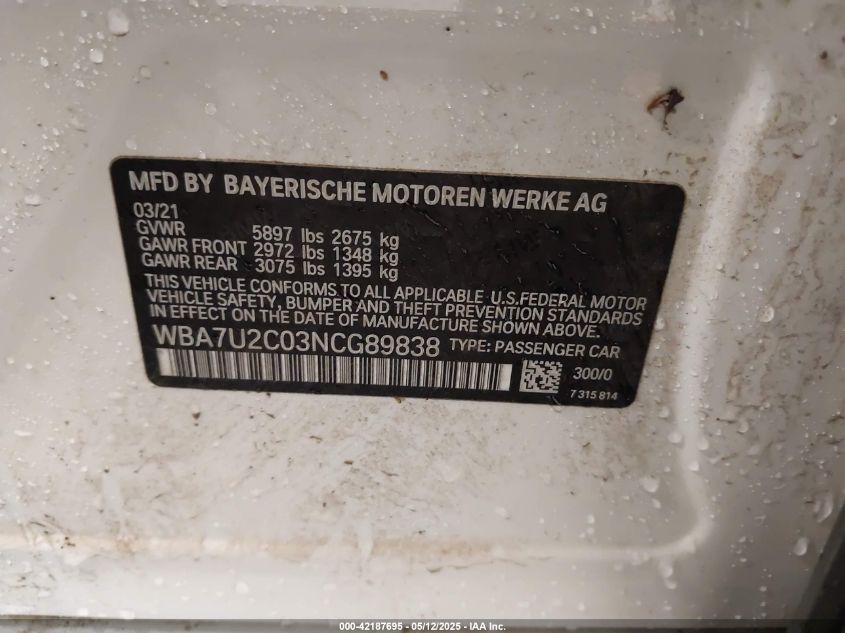 MFD BY BAYERISCHE MOTOREN WERKE AG
03/21
GVWR 5897 lbs 2675 kg
GAWR FRONT 2972 lbs 1348 kg
GAWR REAR 3075 lbs 1395 kg
THIS VEHICLE CONFORMS TO ALL APPLICABLE U.S.FEDERAL MOTOR
VEHICLE SAFETY, BUMPER AND THEFT PREVENTION STANDARDS
IN EFFECT ON THE DATE OF MANUFACTURE SHOWN ABOVE.
WBA7U2C03NCG89838 TYPE: PASSENGER CAR
300/0
7 315 814
000-42187695 - 05/12/2025 - IAA Inc.